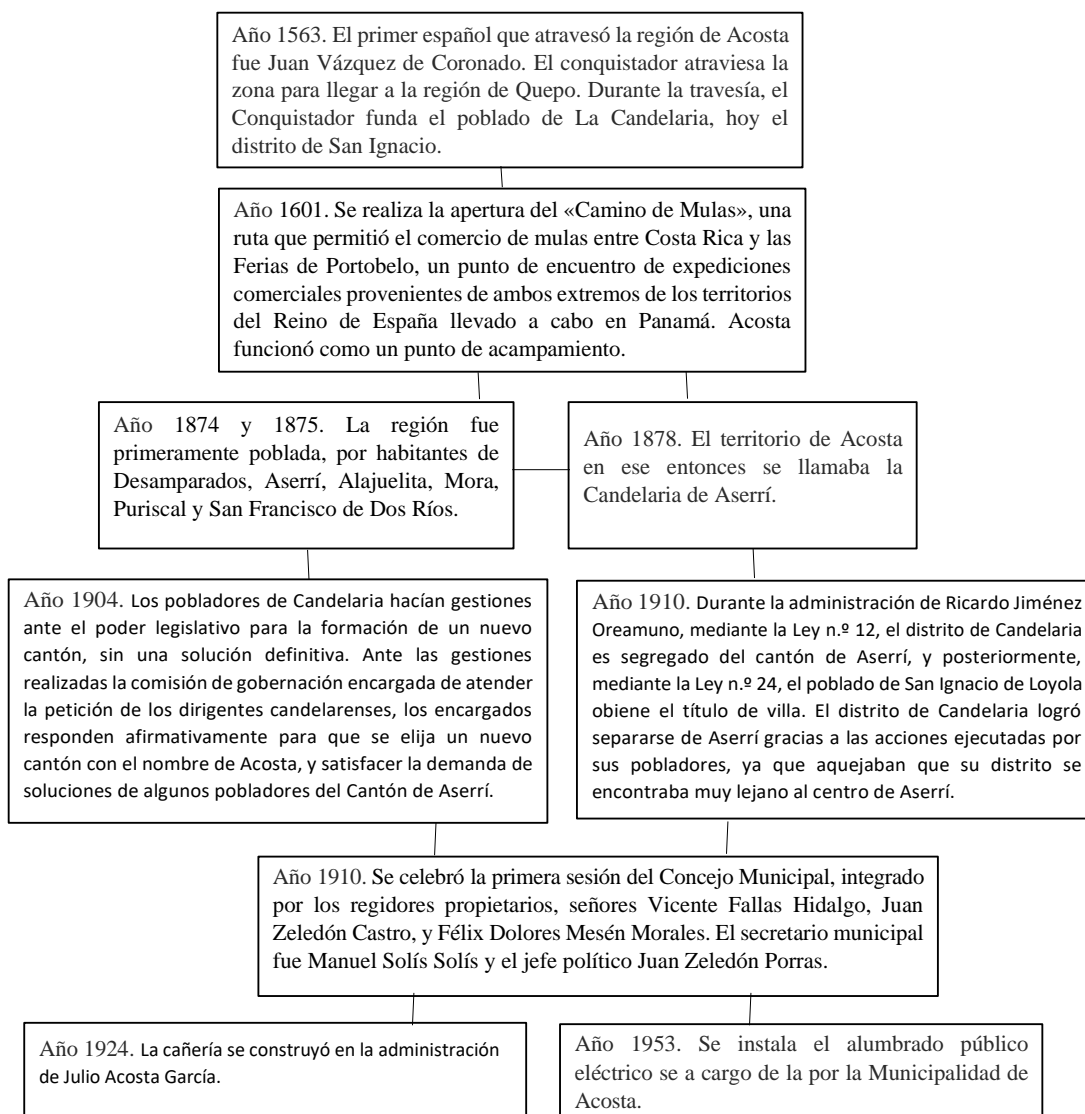 Año 1563. El primer español que atravesó la región de Acosta
fue Juan Vázquez de Coronado. El conquistador atraviesa la
zona para llegar a la región de Quepo. Durante la travesía, el
Conquistador funda el poblado de La Candelaria, hoy el
distrito de San Ignacio.
Año 1601. Se realiza la apertura del «Camino de Mulas», una
ruta que permitió el comercio de mulas entre Costa Rica y las
Ferias de Portobelo, un punto de encuentro de expediciones
comerciales provenientes de ambos extremos de los territorios
del Reino de España llevado a cabo en Panamá. Acosta
funcionó como un punto de acampamiento.
Año 1874 y 1875. La región fue
primeramente poblada, por habitantes de
Desamparados, Aserrí, Alajuelita, Mora,
Puriscal y San Francisco de Dos Ríos.
Año 1878. El territorio de Acosta
en ese entonces se llamaba la
Candelaria de Aserrí.
Año 1904. Los pobladores de Candelaria hacían gestiones
ante el poder legislativo para la formación de un nuevo
cantón, sin una solución definitiva. Ante las gestiones
realizadas la comisión de gobernación encargada de atender
la petición de los dirigentes candelarenses, los encargados
responden afirmativamente para que se elija un nuevo
cantón con el nombre de Acosta, y satisfacer la demanda de
soluciones de algunos pobladores del Cantón de Aserrí.
Año 1910. Durante la administración de Ricardo Jiménez
Oreamuno, mediante la Ley n.º 12, el distrito de Candelaria
es segregado del cantón de Aserrí, y posteriormente,
mediante la Ley n.º 24, el poblado de San Ignacio de Loyola
obiene el título de villa. El distrito de Candelaria logró
separarse de Aserrí gracias a las acciones ejecutadas por
sus pobladores, ya que aquejaban que su distrito se
encontraba muy lejano al centro de Aserrí.
Año 1910. Se celebró la primera sesión del Concejo Municipal, integrado
por los regidores propietarios, señores Vicente Fallas Hidalgo, Juan
Zeledón Castro, y Félix Dolores Mesén Morales. El secretario municipal
fue Manuel Solís Solís y el jefe político Juan Zeledón Porras.
Año 1924. La cañería se construyó en la administración
de Julio Acosta García.
Año 1953. Se instala el alumbrado público
eléctrico se a cargo de la por la Municipalidad de
Acosta.